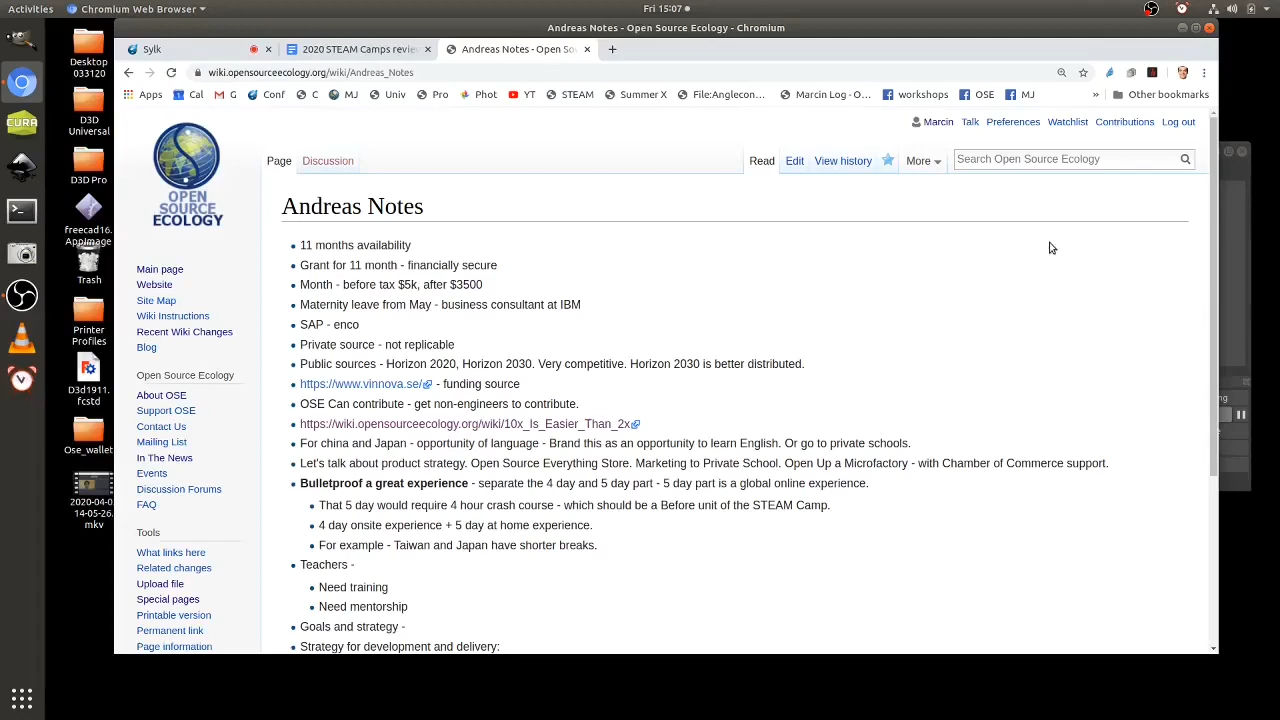 Activities
Chromium Web Browser
Fri 15:07
Andreas Notes - Open Source Ecology - Chromium
Sylk
2020 STEAM Camps revie
Andreas Notes - Open So
wiki.opensourceecology.org/wiki/Andreas_Notes
Apps
Cal
G
Conf
C
MJ
Univ
Pro
Phot
YT
STEAM
Summer X
File:Anglecon...
Marcin Log - O...
workshops
OSE
MJ
»
Other bookmarks
Desktop
033120
D3D
Universal
D3D Pro
freecad16.
AppImage
Trash
Printer
Profiles
D3d1911.
fcstd
Ose_wallet
2020-04-0
14-05-26.
mkv
CURA
OPEN
SOURCE
ECOLOGY
Marcin
Talk
Preferences
Watchlist
Contributions
Log out
Page
Discussion
Read
Edit
View history
More
Search Open Source Ecology
Main page
Website
Site Map
Wiki Instructions
Recent Wiki Changes
Blog
Open Source Ecology
About OSE
Support OSE
Contact Us
Mailing List
In The News
Events
Discussion Forums
FAQ
Tools
What links here
Related changes
Upload file
Special pages
Printable version
Permanent link
Page information
Andreas Notes
11 months availability
Grant for 11 month - financially secure
Month - before tax $5k, after $3500
Maternity leave from May - business consultant at IBM
SAP - enco
Private source - not replicable
Public sources - Horizon 2020, Horizon 2030. Very competitive. Horizon 2030 is better distributed.
https://www.vinnova.se/ - funding source
OSE Can contribute - get non-engineers to contribute.
https://wiki.opensourceecology.org/wiki/10x_Is_Easier_Than_2x
For china and Japan - opportunity of language - Brand this as an opportunity to learn English. Or go to private schools.
Let's talk about product strategy. Open Source Everything Store. Marketing to Private School. Open Up a Microfactory - with Chamber of Commerce support.
Bulletproof a great experience - separate the 4 day and 5 day part - 5 day part is a global online experience.
That 5 day would require 4 hour crash course - which should be a Before unit of the STEAM Camp.
4 day onsite experience + 5 day at home experience.
For example - Taiwan and Japan have shorter breaks.
Teachers -
Need training
Need mentorship
Goals and strategy -
Strategy for development and delivery:
ng